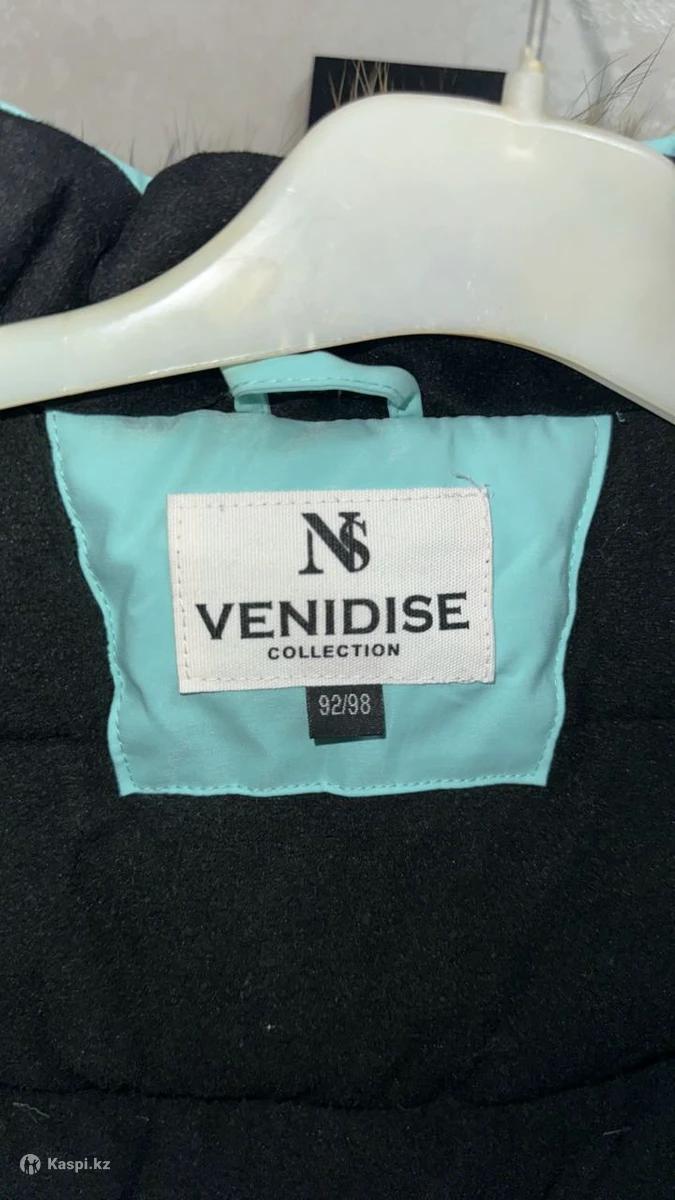 NS
VENIDISE
COLLECTION
92/98
Kaspi.kz